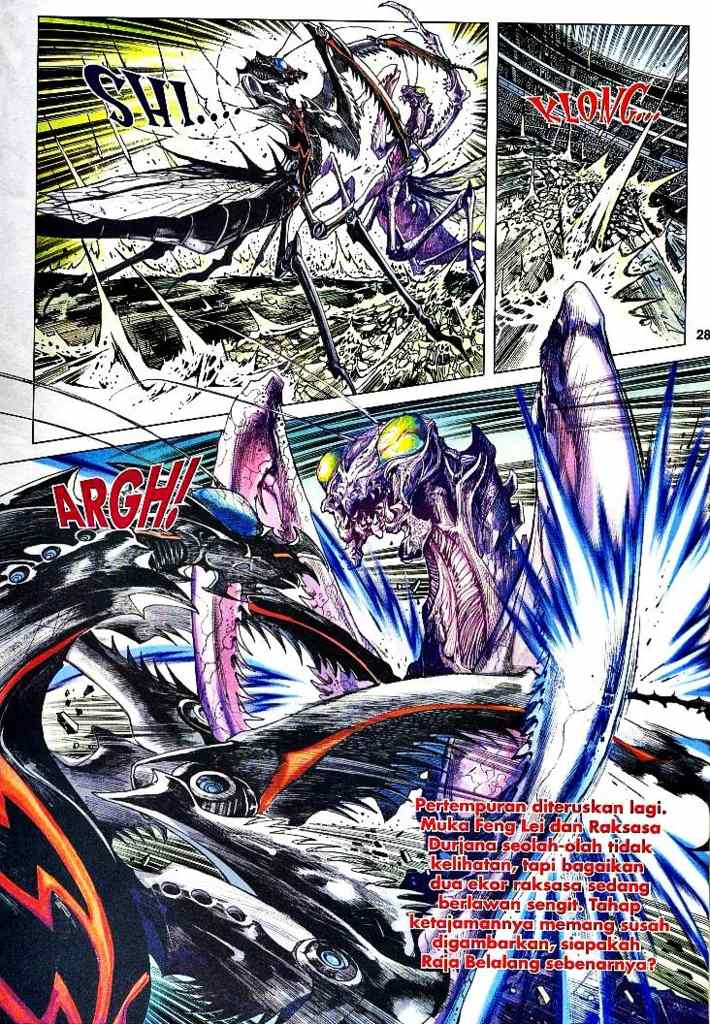 SHI....
KLONG...
28
ARGH!
Pertempuran diteruskan lagi.
Muka Feng Lei dan Raksasa
Durjana seolah-olah tidak
kelihatan, tapi bagaikan
dua ekor raksasa sedang
berlawan sengit. Tahap
ketajamannya memang susah
digambarkan, siapakah
Raja Belalang sebenarnya?